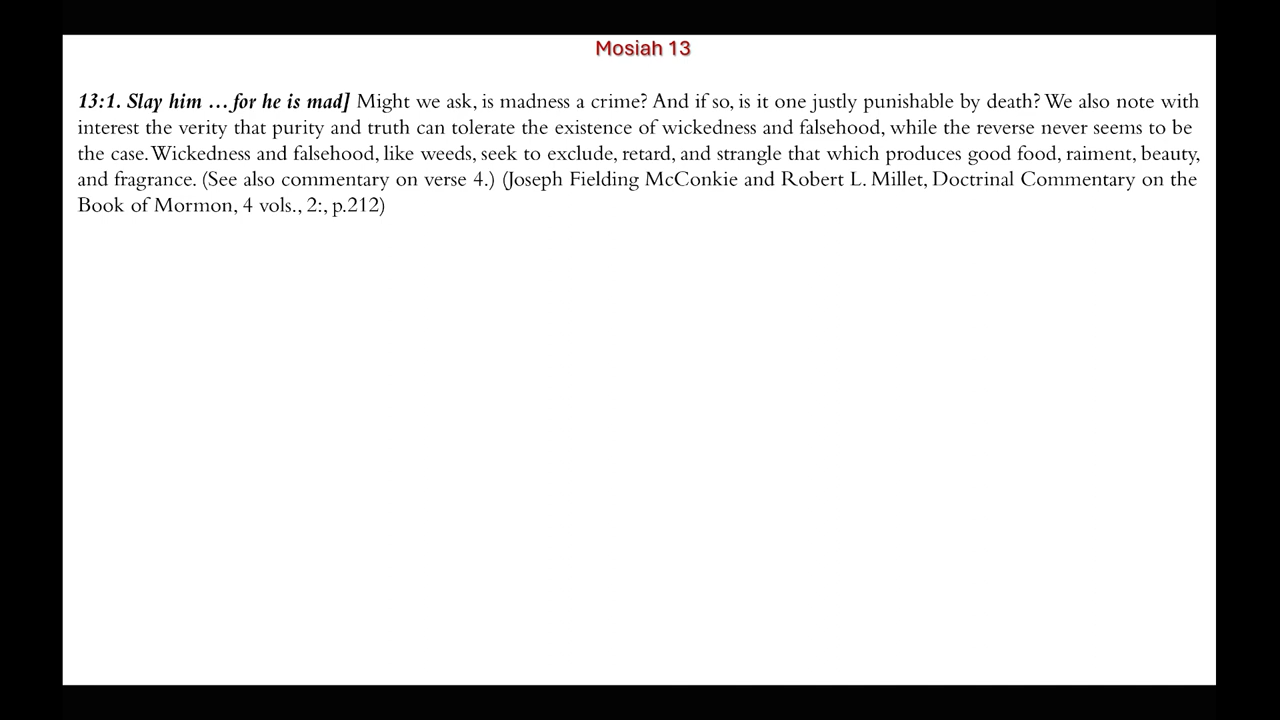 Mosiah 13
13:1. Slay him ... for he is mad] Might we ask, is madness a crime? And if so, is it one justly punishable by death? We also note with
interest the verity that purity and truth can tolerate the existence of wickedness and falsehood, while the reverse never seems to be
the case. Wickedness and falsehood, like weeds, seek to exclude, retard, and strangle that which produces good food, raiment, beauty,
and fragrance. (See also commentary on verse 4.) (Joseph Fielding McConkie and Robert L. Millet, Doctrinal Commentary on the
Book of Mormon, 4 vols., 2:, p.212)